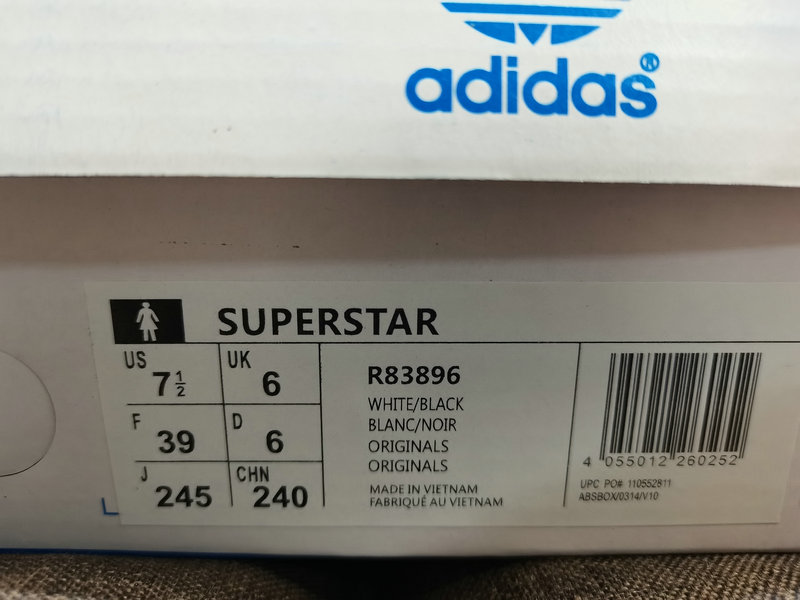 adidas®
SUPERSTAR
US 7½ UK 6
F 39 D 6
J 245 CHN 240
R83896
WHITE/BLACK
BLANC/NOIR
ORIGINALS
ORIGINALS
MADE IN VIETNAM
FABRIQUÉ AU VIETNAM
4 055012 260252
UPC PO# 110552811
ABSBOX/0314/V10